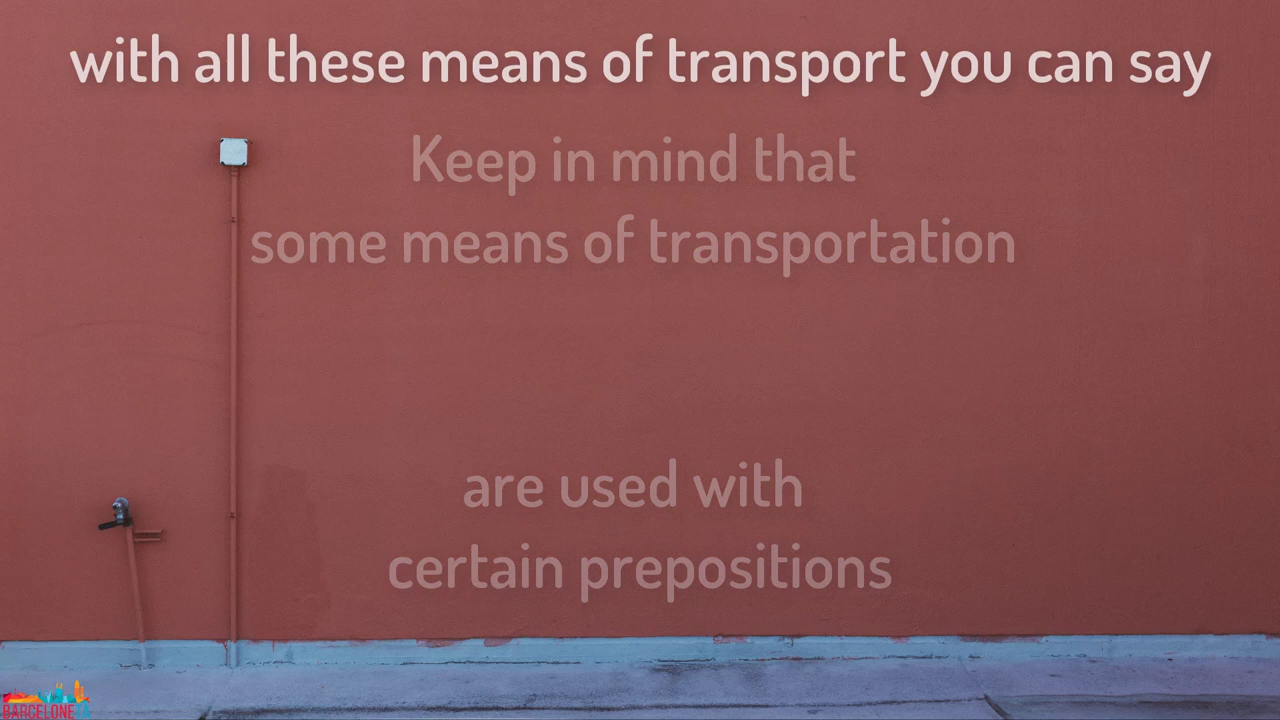 with all these means of transport you can say
Keep in mind that
some means of transportation
are used with
certain prepositions
BARCELONETA